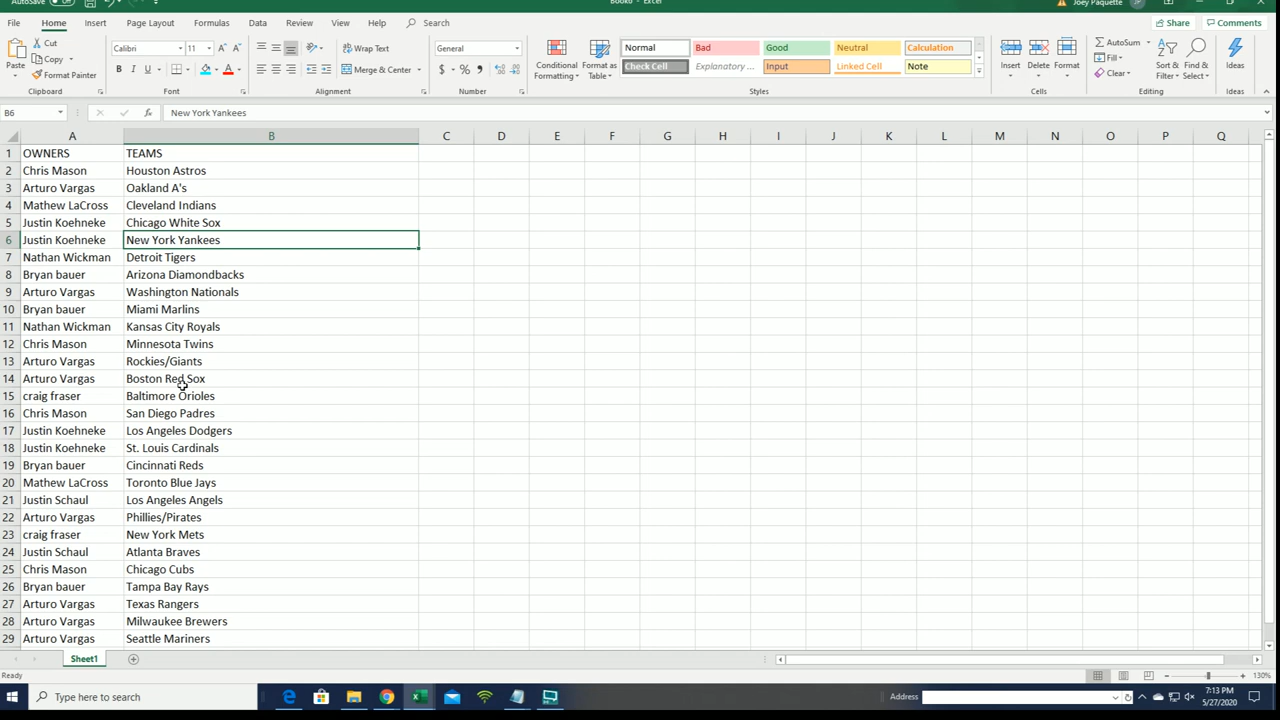 AutoSave Off Book6 - Excel Joey Paquette JP
File Home Insert Page Layout Formulas Data Review View Help Search Share Comments
Paste Cut Copy Format Painter Clipboard
Calibri 11 A A B I U A Font
Wrap Text Merge & Center Alignment
General $ % , Number
Conditional Formatting Format as Table
Normal Bad Good Neutral Calculation
Check Cell Explanatory ... Input Linked Cell Note
Styles
Insert Delete Format Cells
AutoSum Fill Clear Sort & Filter Find & Select Editing
Ideas Ideas
B6 fx New York Yankees
A B C D E F G H I J K L M N O P Q
1 OWNERS TEAMS
2 Chris Mason Houston Astros
3 Arturo Vargas Oakland A's
4 Mathew LaCross Cleveland Indians
5 Justin Koehneke Chicago White Sox
6 Justin Koehneke New York Yankees
7 Nathan Wickman Detroit Tigers
8 Bryan bauer Arizona Diamondbacks
9 Arturo Vargas Washington Nationals
10 Bryan bauer Miami Marlins
11 Nathan Wickman Kansas City Royals
12 Chris Mason Minnesota Twins
13 Arturo Vargas Rockies/Giants
14 Arturo Vargas Boston Red Sox
15 craig fraser Baltimore Orioles
16 Chris Mason San Diego Padres
17 Justin Koehneke Los Angeles Dodgers
18 Justin Koehneke St. Louis Cardinals
19 Bryan bauer Cincinnati Reds
20 Mathew LaCross Toronto Blue Jays
21 Justin Schaul Los Angeles Angels
22 Arturo Vargas Phillies/Pirates
23 craig fraser New York Mets
24 Justin Schaul Atlanta Braves
25 Chris Mason Chicago Cubs
26 Bryan bauer Tampa Bay Rays
27 Arturo Vargas Texas Rangers
28 Arturo Vargas Milwaukee Brewers
29 Arturo Vargas Seattle Mariners
Sheet1
Ready 130%
Type here to search Address 7:13 PM
5/27/2020